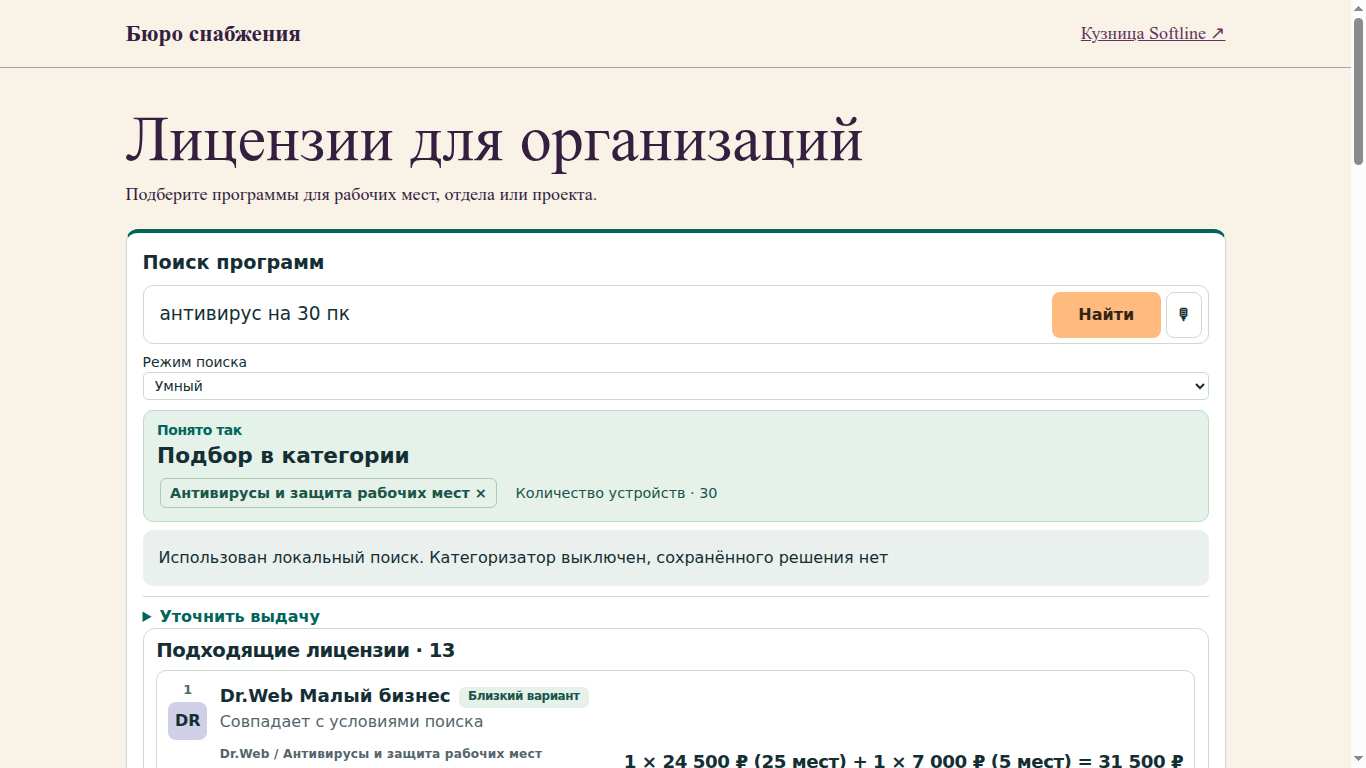 Бюро снабжения
Кузница Softline ↗
Лицензии для организаций
Подберите программы для рабочих мест, отдела или проекта.
Поиск программ
антивирус на 30 пк
Найти
Режим поиска
Умный
Понято так
Подбор в категории
Антивирусы и защита рабочих мест ×
Количество устройств · 30
Использован локальный поиск. Категоризатор выключен, сохранённого решения нет
Уточнить выдачу
Подходящие лицензии · 13
1
DR
Dr.Web Малый бизнес
Близкий вариант
Совпадает с условиями поиска
Dr.Web / Антивирусы и защита рабочих мест
1 × 24 500 ₽ (25 мест) + 1 × 7 000 ₽ (5 мест) = 31 500 ₽